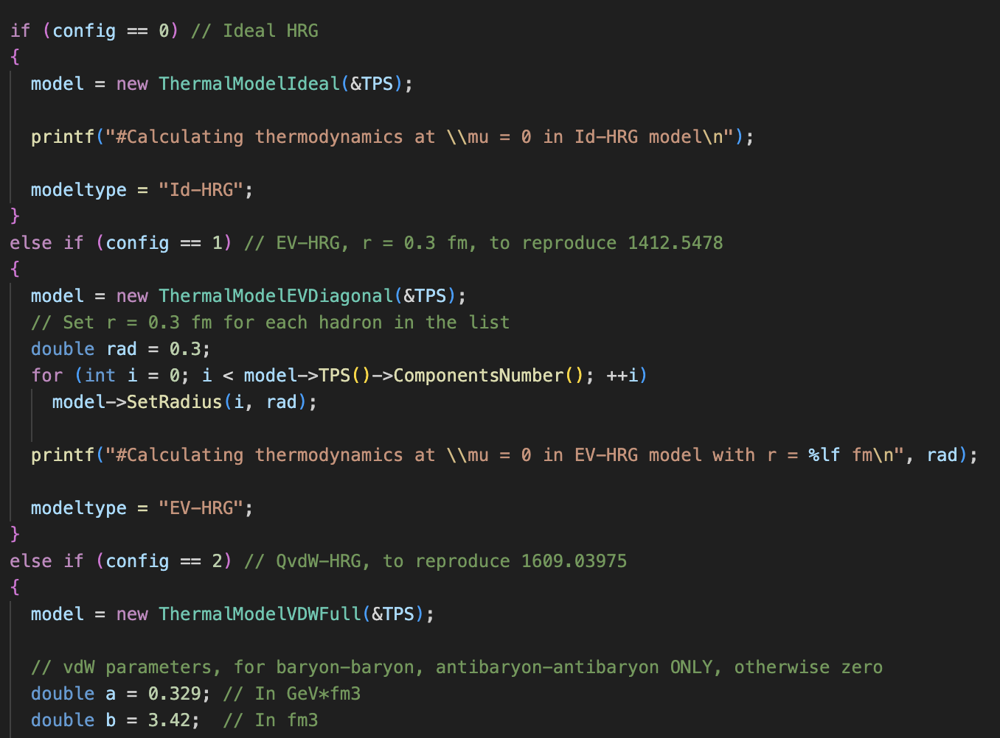 if (config == 0) // Ideal HRG
{
  model = new ThermalModelIdeal(&TPS);

  printf("#Calculating thermodynamics at \\mu = 0 in Id-HRG model\n");

  modeltype = "Id-HRG";
}
else if (config == 1) // EV-HRG, r = 0.3 fm, to reproduce 1412.5478
{
  model = new ThermalModelEVDiagonal(&TPS);
  // Set r = 0.3 fm for each hadron in the list
  double rad = 0.3;
  for (int i = 0; i < model->TPS()->ComponentsNumber(); ++i)
    model->SetRadius(i, rad);

  printf("#Calculating thermodynamics at \\mu = 0 in EV-HRG model with r = %lf fm\n", rad);

  modeltype = "EV-HRG";
}
else if (config == 2) // QvdW-HRG, to reproduce 1609.03975
{
  model = new ThermalModelVDWFull(&TPS);

  // vdW parameters, for baryon-baryon, antibaryon-antibaryon ONLY, otherwise zero
  double a = 0.329; // In GeV*fm3
  double b = 3.42;  // In fm3